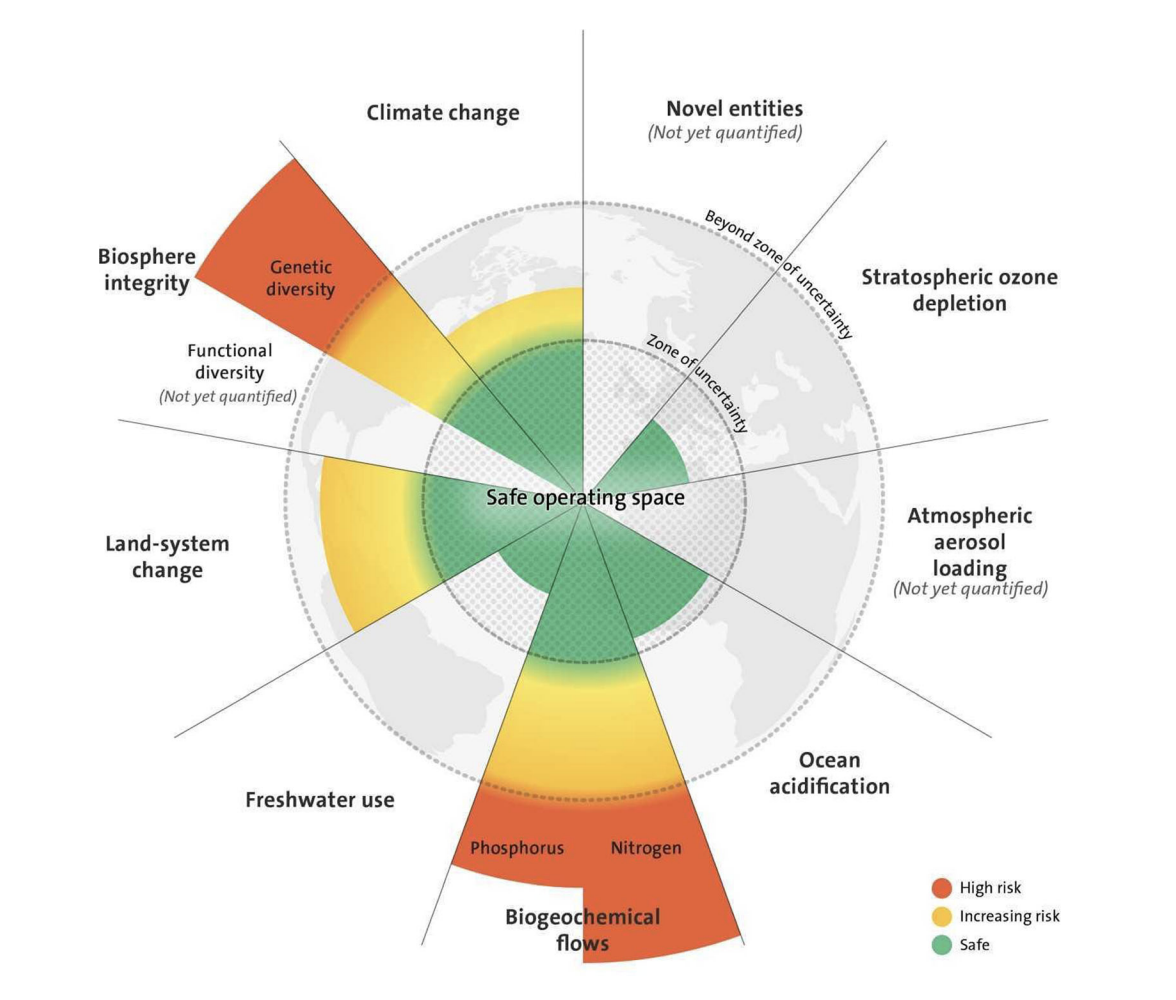 Climate change
Novel entities
(Not yet quantified)
Beyond zone of uncertainty
Biosphere
integrity
Genetic
diversity
Stratospheric ozone
depletion
Functional
diversity
(Not yet quantified)
Zone of uncertainty
Safe operating space
Land-system
change
Atmospheric
aerosol
loading
(Not yet quantified)
Freshwater use
Ocean
acidification
Phosphorus
Nitrogen
Biogeochemical
flows
High risk
Increasing risk
Safe